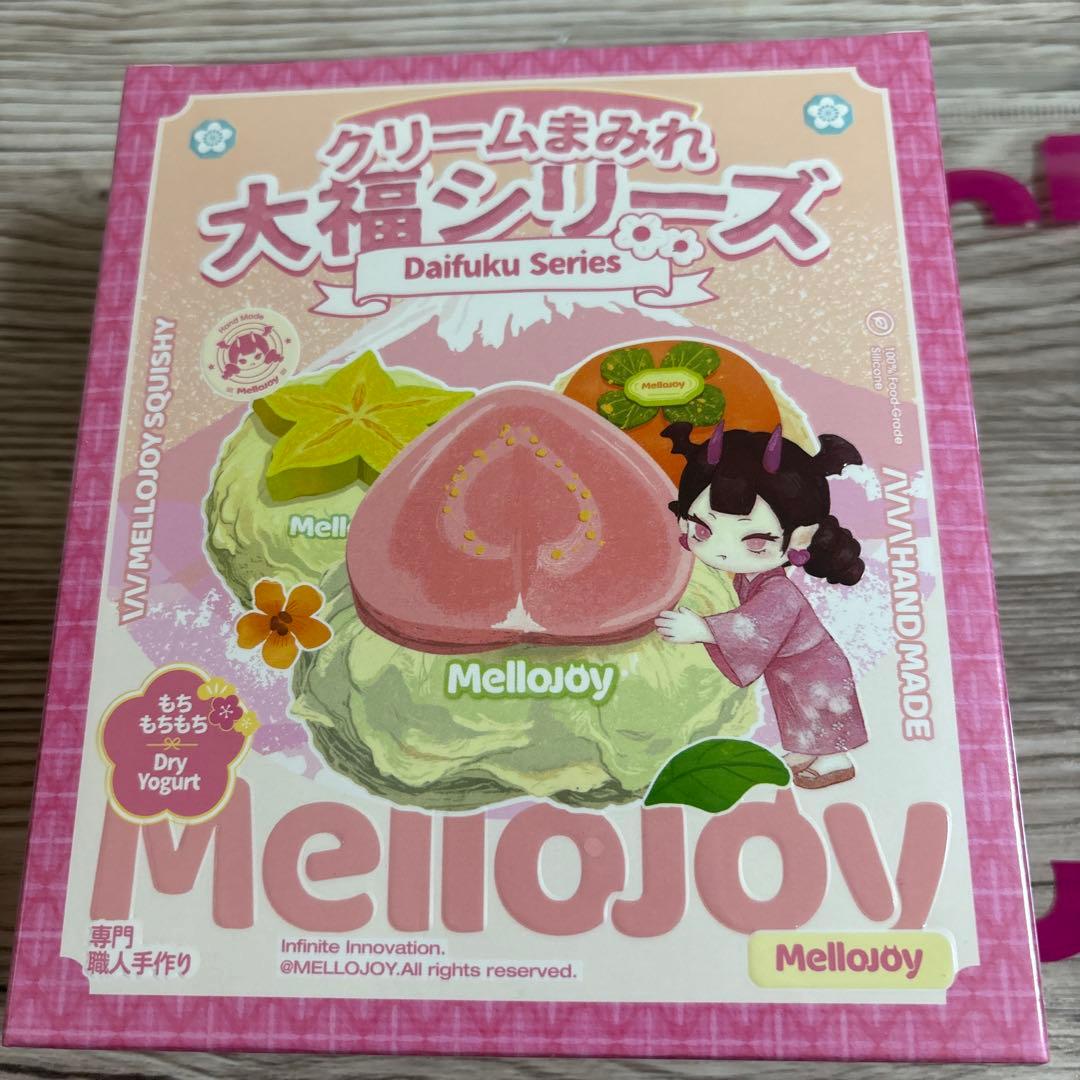 クリームまみれ
大福シリーズ
Daifuku Series
Hand Made
MelloJoy
MELLOJOY SQUISHY
100% Food-Grade
Silicone
MelloJoy
Mell
MelloJoy
HAND MADE
もち
もちもち
Dry
Yogurt
MelloJoy
専門
職人手作り
Infinite Innovation.
@MELLOJOY.All rights reserved.
MelloJoy